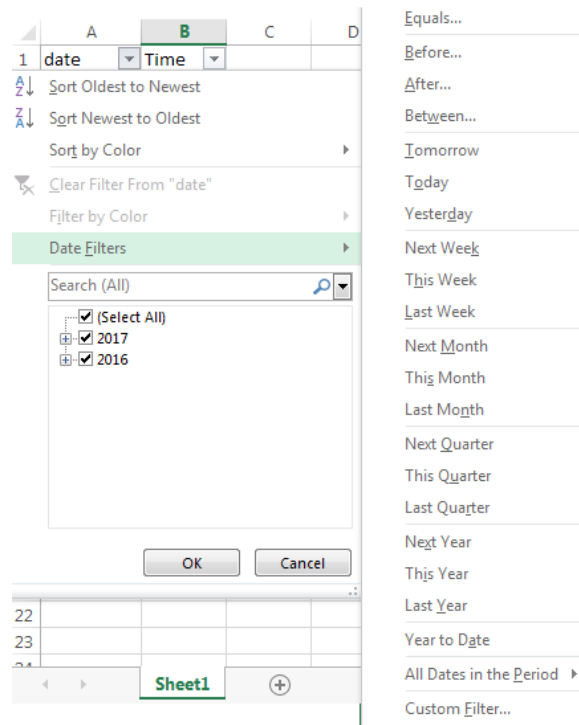 A B C D
1 date Time
Sort Oldest to Newest
Sort Newest to Oldest
Sort by Color
Clear Filter From "date"
Filter by Color
Date Filters
Search (All)
(Select All)
2017
2016
OK Cancel
22
23
24
Sheet1
Equals...
Before...
After...
Between...
Tomorrow
Today
Yesterday
Next Week
This Week
Last Week
Next Month
This Month
Last Month
Next Quarter
This Quarter
Last Quarter
Next Year
This Year
Last Year
Year to Date
All Dates in the Period
Custom Filter...